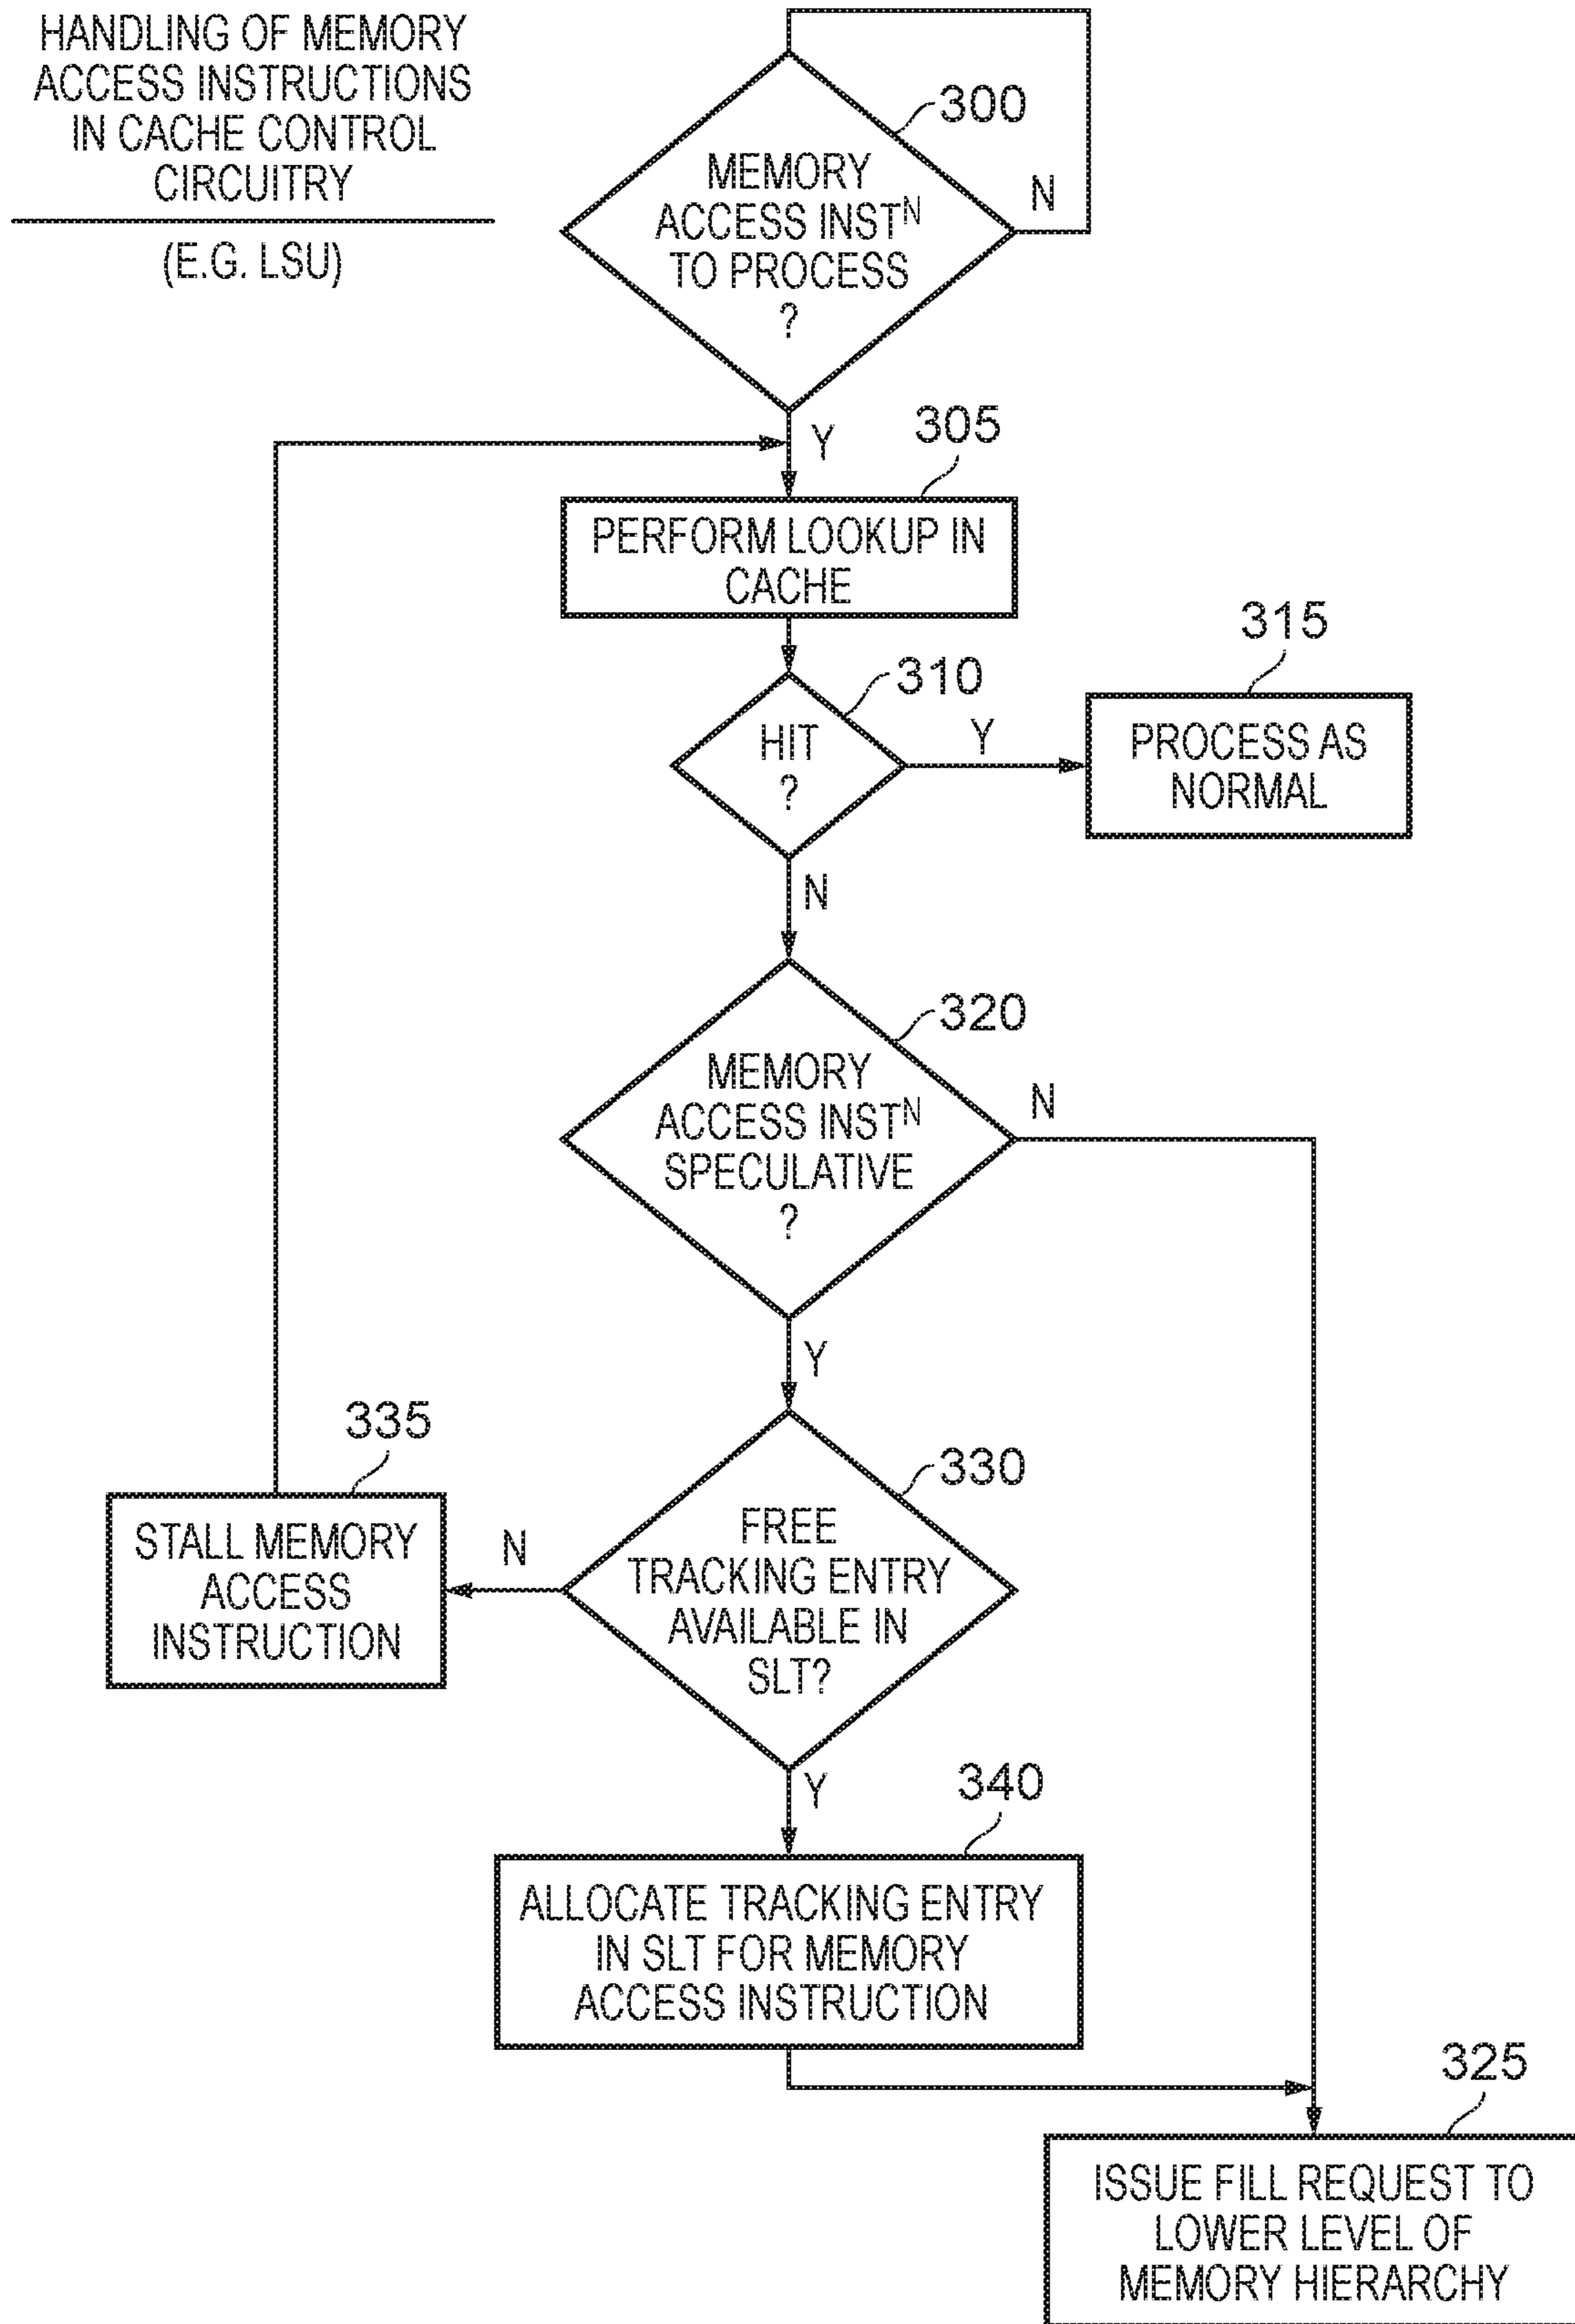 HANDLING OF MEMORY
ACCESS INSTRUCTIONS
IN CACHE CONTROL
CIRCUITRY
(E.G. LSU)
300
MEMORY
ACCESS INSTᴺ
TO PROCESS
?
N
Y
305
PERFORM LOOKUP IN
CACHE
310
HIT
?
Y
315
PROCESS AS
NORMAL
N
320
MEMORY
ACCESS INSTᴺ
SPECULATIVE
?
N
Y
330
FREE
TRACKING ENTRY
AVAILABLE IN
SLT?
N
335
STALL MEMORY
ACCESS
INSTRUCTION
Y
340
ALLOCATE TRACKING ENTRY
IN SLT FOR MEMORY
ACCESS INSTRUCTION
325
ISSUE FILL REQUEST TO
LOWER LEVEL OF
MEMORY HIERARCHY